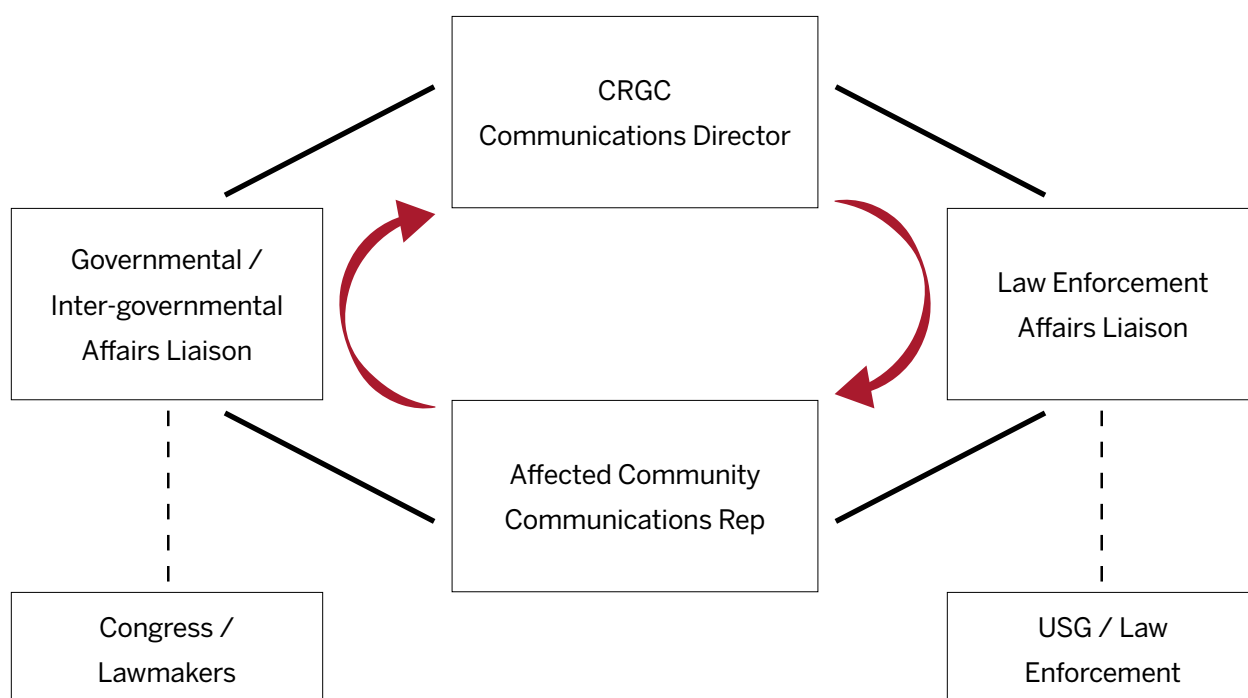 CRGC
Communications Director
Governmental /
Inter-governmental
Affairs Liaison
Law Enforcement
Affairs Liaison
Affected Community
Communications Rep
Congress /
Lawmakers
USG / Law
Enforcement